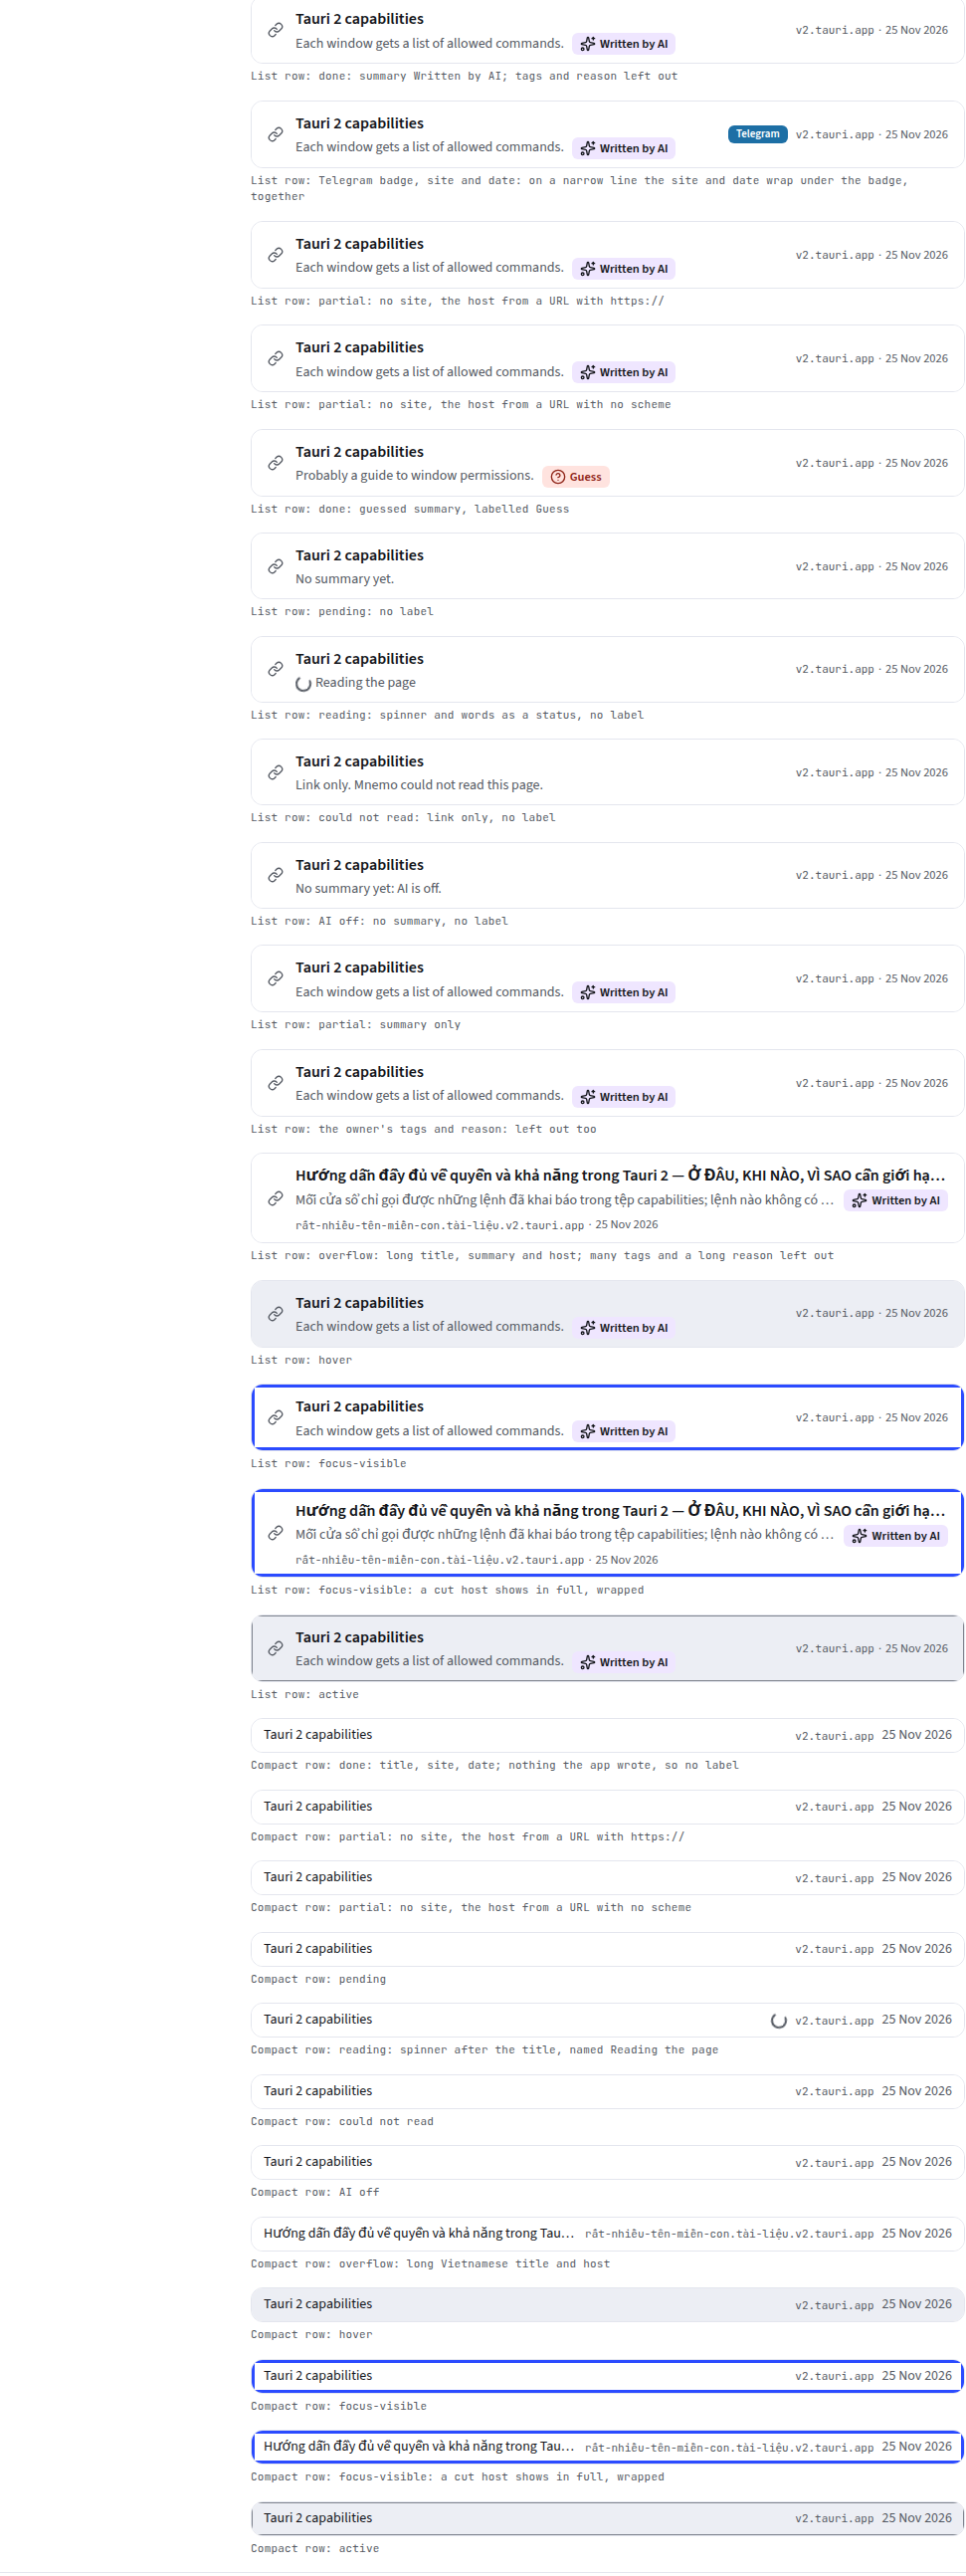 Tauri 2 capabilities
Each window gets a list of allowed commands. Written by AI v2.tauri.app · 25 Nov 2026
List row: done: summary Written by AI; tags and reason left out
Tauri 2 capabilities
Each window gets a list of allowed commands. Written by AI Telegram v2.tauri.app · 25 Nov 2026
List row: Telegram badge, site and date: on a narrow line the site and date wrap under the badge,
together
Tauri 2 capabilities
Each window gets a list of allowed commands. Written by AI v2.tauri.app · 25 Nov 2026
List row: partial: no site, the host from a URL with https://
Tauri 2 capabilities
Each window gets a list of allowed commands. Written by AI v2.tauri.app · 25 Nov 2026
List row: partial: no site, the host from a URL with no scheme
Tauri 2 capabilities
Probably a guide to window permissions. Guess v2.tauri.app · 25 Nov 2026
List row: done: guessed summary, labelled Guess
Tauri 2 capabilities
No summary yet. v2.tauri.app · 25 Nov 2026
List row: pending: no label
Tauri 2 capabilities
Reading the page v2.tauri.app · 25 Nov 2026
List row: reading: spinner and words as a status, no label
Tauri 2 capabilities
Link only. Mnemo could not read this page. v2.tauri.app · 25 Nov 2026
List row: could not read: link only, no label
Tauri 2 capabilities
No summary yet: AI is off. v2.tauri.app · 25 Nov 2026
List row: AI off: no summary, no label
Tauri 2 capabilities
Each window gets a list of allowed commands. Written by AI v2.tauri.app · 25 Nov 2026
List row: partial: summary only
Tauri 2 capabilities
Each window gets a list of allowed commands. Written by AI v2.tauri.app · 25 Nov 2026
List row: the owner's tags and reason: left out too
Hướng dẫn đầy đủ về quyền và khả năng trong Tauri 2 — Ở ĐÂU, KHI NÀO, VÌ SAO cần giới hạ…
Mỗi cửa sổ chỉ gọi được những lệnh đã khai báo trong tệp capabilities; lệnh nào không có … Written by AI
rất-nhiều-tên-miền-con.tài-liệu.v2.tauri.app · 25 Nov 2026
List row: overflow: long title, summary and host; many tags and a long reason left out
Tauri 2 capabilities
Each window gets a list of allowed commands. Written by AI v2.tauri.app · 25 Nov 2026
List row: hover
Tauri 2 capabilities
Each window gets a list of allowed commands. Written by AI v2.tauri.app · 25 Nov 2026
List row: focus-visible
Hướng dẫn đầy đủ về quyền và khả năng trong Tauri 2 — Ở ĐÂU, KHI NÀO, VÌ SAO cần giới hạ…
Mỗi cửa sổ chỉ gọi được những lệnh đã khai báo trong tệp capabilities; lệnh nào không có … Written by AI
rất-nhiều-tên-miền-con.tài-liệu.v2.tauri.app · 25 Nov 2026
List row: focus-visible: a cut host shows in full, wrapped
Tauri 2 capabilities
Each window gets a list of allowed commands. Written by AI v2.tauri.app · 25 Nov 2026
List row: active
Tauri 2 capabilities v2.tauri.app 25 Nov 2026
Compact row: done: title, site, date; nothing the app wrote, so no label
Tauri 2 capabilities v2.tauri.app 25 Nov 2026
Compact row: partial: no site, the host from a URL with https://
Tauri 2 capabilities v2.tauri.app 25 Nov 2026
Compact row: partial: no site, the host from a URL with no scheme
Tauri 2 capabilities v2.tauri.app 25 Nov 2026
Compact row: pending
Tauri 2 capabilities v2.tauri.app 25 Nov 2026
Compact row: reading: spinner after the title, named Reading the page
Tauri 2 capabilities v2.tauri.app 25 Nov 2026
Compact row: could not read
Tauri 2 capabilities v2.tauri.app 25 Nov 2026
Compact row: AI off
Hướng dẫn đầy đủ về quyền và khả năng trong Tau… rất-nhiều-tên-miền-con.tài-liệu.v2.tauri.app 25 Nov 2026
Compact row: overflow: long Vietnamese title and host
Tauri 2 capabilities v2.tauri.app 25 Nov 2026
Compact row: hover
Tauri 2 capabilities v2.tauri.app 25 Nov 2026
Compact row: focus-visible
Hướng dẫn đầy đủ về quyền và khả năng trong Tau… rất-nhiều-tên-miền-con.tài-liệu.v2.tauri.app 25 Nov 2026
Compact row: focus-visible: a cut host shows in full, wrapped
Tauri 2 capabilities v2.tauri.app 25 Nov 2026
Compact row: active